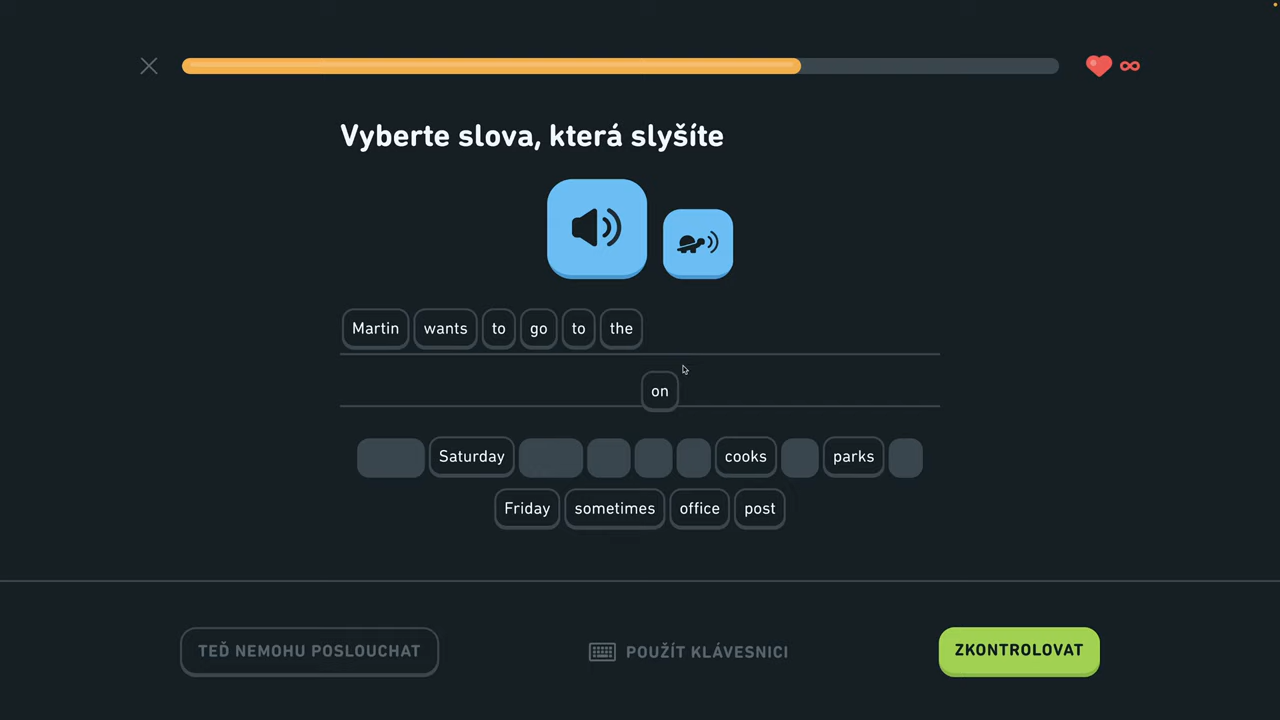 Vyberte slova, která slyšíte
Martin wants to go to the
on
Saturday cooks parks
Friday sometimes office post
TEĎ NEMOHU POSLOUCHAT POUŽÍT KLÁVESNICI ZKONTROLOVAT